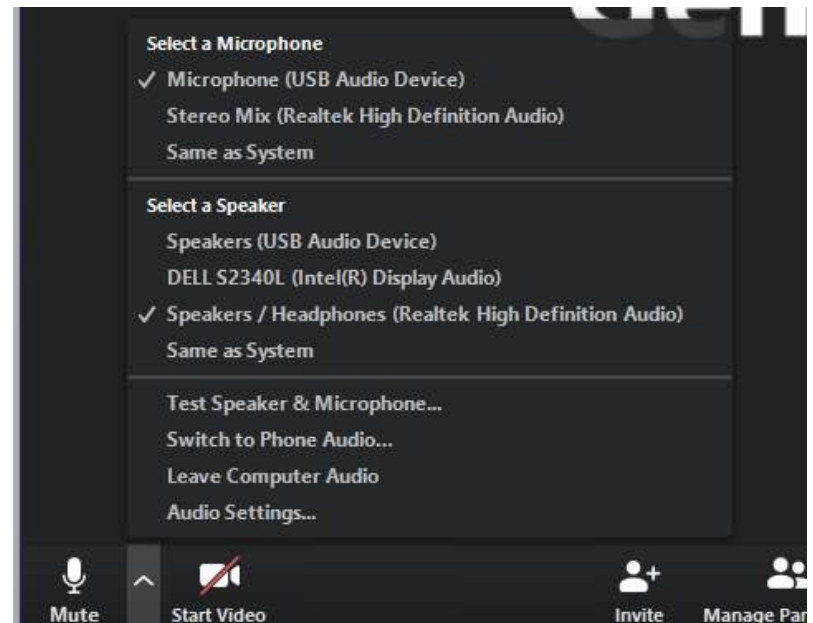 Select a Microphone
✓ Microphone (USB Audio Device)
Stereo Mix (Realtek High Definition Audio)
Same as System
Select a Speaker
Speakers (USB Audio Device)
DELL S2340L (Intel(R) Display Audio)
✓ Speakers / Headphones (Realtek High Definition Audio)
Same as System
Test Speaker & Microphone...
Switch to Phone Audio...
Leave Computer Audio
Audio Settings...
Mute Start Video Invite Manage Par